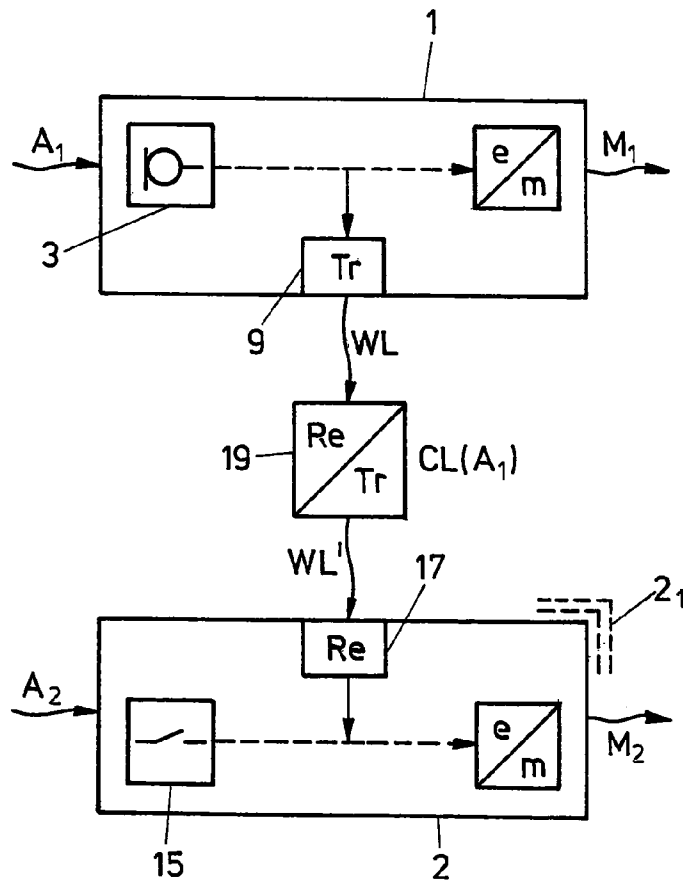 1
A₁
e
m
M₁
3
Tr
9
WL
Re
Tr
19
CL(A₁)
WL'
17
2₁
Re
A₂
e
m
M₂
15
2